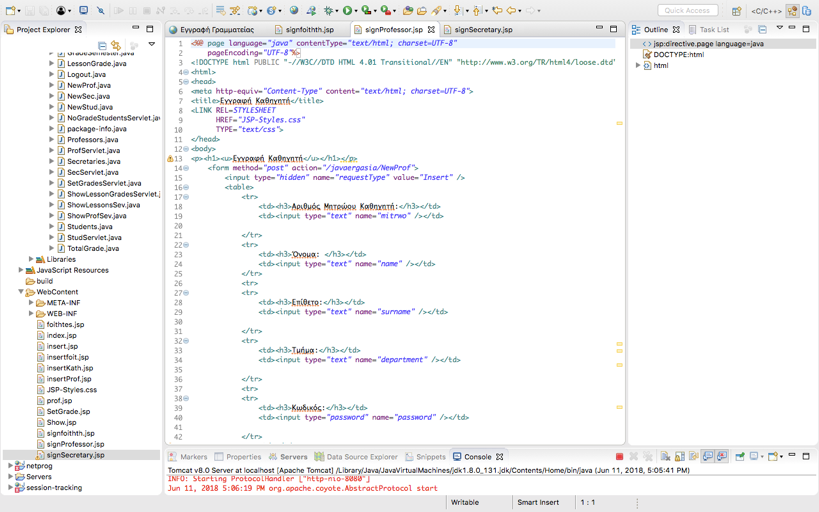 Quick Access
C/C++
Project Explorer
GradeSemester.java
LessonGrade.java
Logout.java
NewProf.java
NewSec.java
NewStud.java
NoGradeStudentsServlet.jav
package-info.java
Professors.java
ProfServlet.java
Secretaries.java
SecServlet.java
SetGradesServlet.java
ShowLessonGradesServlet.j
ShowLessonsSev.java
ShowProfSev.java
Students.java
StudServlet.java
TotalGrade.java
Libraries
JavaScript Resources
build
WebContent
META-INF
WEB-INF
foithtes.jsp
index.jsp
insert.jsp
insertfoit.jsp
insertKath.jsp
insertProf.jsp
JSP-Styles.css
prof.jsp
SetGrade.jsp
Show.jsp
signfoithth.jsp
signProfessor.jsp
signSecretary.jsp
netprog
Servers
session-tracking
Εγγραφή Γραμματείας
signfoithth.jsp
signProfessor.jsp
signSecretary.jsp
1 <%@ page language="java" contentType="text/html; charset=UTF-8"
2 pageEncoding="UTF-8"%>
3 <!DOCTYPE html PUBLIC "-//W3C//DTD HTML 4.01 Transitional//EN" "http://www.w3.org/TR/html4/loose.dtd"
4 <html>
5 <head>
6 <meta http-equiv="Content-Type" content="text/html; charset=UTF-8">
7 <title>Εγγραφή Καθηγητή</title>
8 <LINK REL=STYLESHEET
9 HREF="JSP-Styles.css"
10 TYPE="text/css">
11 </head>
12 <body>
13 <p><h1><u>Εγγραφή Καθηγητή</u></h1></p>
14 <form method="post" action="/javaergasia/NewProf">
15 <input type="hidden" name="requestType" value="Insert" />
16 <table>
17 <tr>
18 <td><h3>Αριθμός Μητρώου Καθηγητή:</h3></td>
19 <td><input type="text" name="mitrwo" /></td>
20
21 </tr>
22 <tr>
23 <td><h3>Όνομα: </h3></td>
24 <td><input type="text" name="name" /></td>
25 </tr>
26 <tr>
27 <tr>
28 <td><h3>Επίθετο:</h3></td>
29 <td><input type="text" name="surname" /></td>
30
31 </tr>
32 <tr>
33 <td><h3>Τμήμα:</h3></td>
34 <td><input type="text" name="department" /></td>
35
36 </tr>
37 <tr>
38 <tr>
39 <td><h3>Κωδικός:</h3></td>
40 <td><input type="password" name="password" /></td>
41
42 </tr>
Outline
Task List
jsp:directive.page language=java
DOCTYPE:html
html
Markers
Properties
Servers
Data Source Explorer
Snippets
Console
Tomcat v8.0 Server at localhost [Apache Tomcat] /Library/Java/JavaVirtualMachines/jdk1.8.0_131.jdk/Contents/Home/bin/java (Jun 11, 2018, 5:05:41 PM)
INFO: Starting ProtocolHandler ["http-nio-8080"]
Jun 11, 2018 5:06:19 PM org.apache.coyote.AbstractProtocol start
Writable
Smart Insert
1 : 1